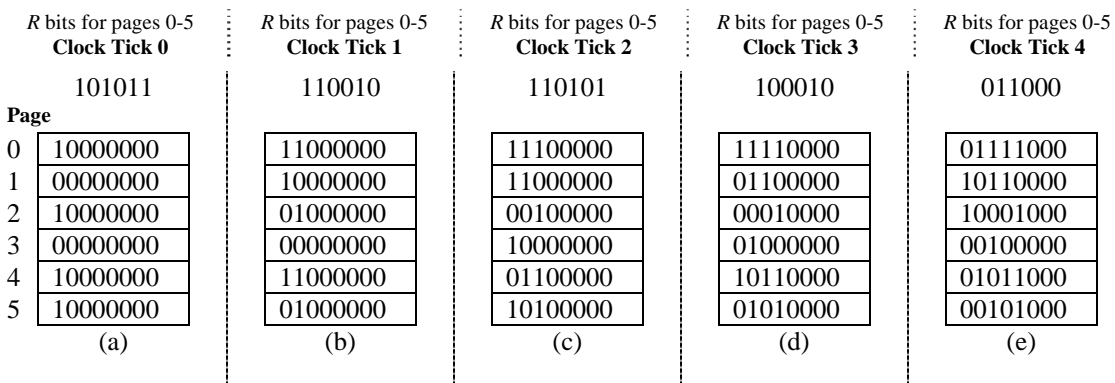 R bits for pages 0-5 R bits for pages 0-5 R bits for pages 0-5 R bits for pages 0-5 R bits for pages 0-5
Clock Tick 0 Clock Tick 1 Clock Tick 2 Clock Tick 3 Clock Tick 4
101011 110010 110101 100010 011000
Page
0 10000000 11000000 11100000 11110000 01111000
1 00000000 10000000 11000000 01100000 10110000
2 10000000 01000000 00100000 00010000 10001000
3 00000000 00000000 10000000 01000000 00100000
4 10000000 11000000 01100000 10110000 01011000
5 10000000 01000000 10100000 01010000 00101000
(a) (b) (c) (d) (e)